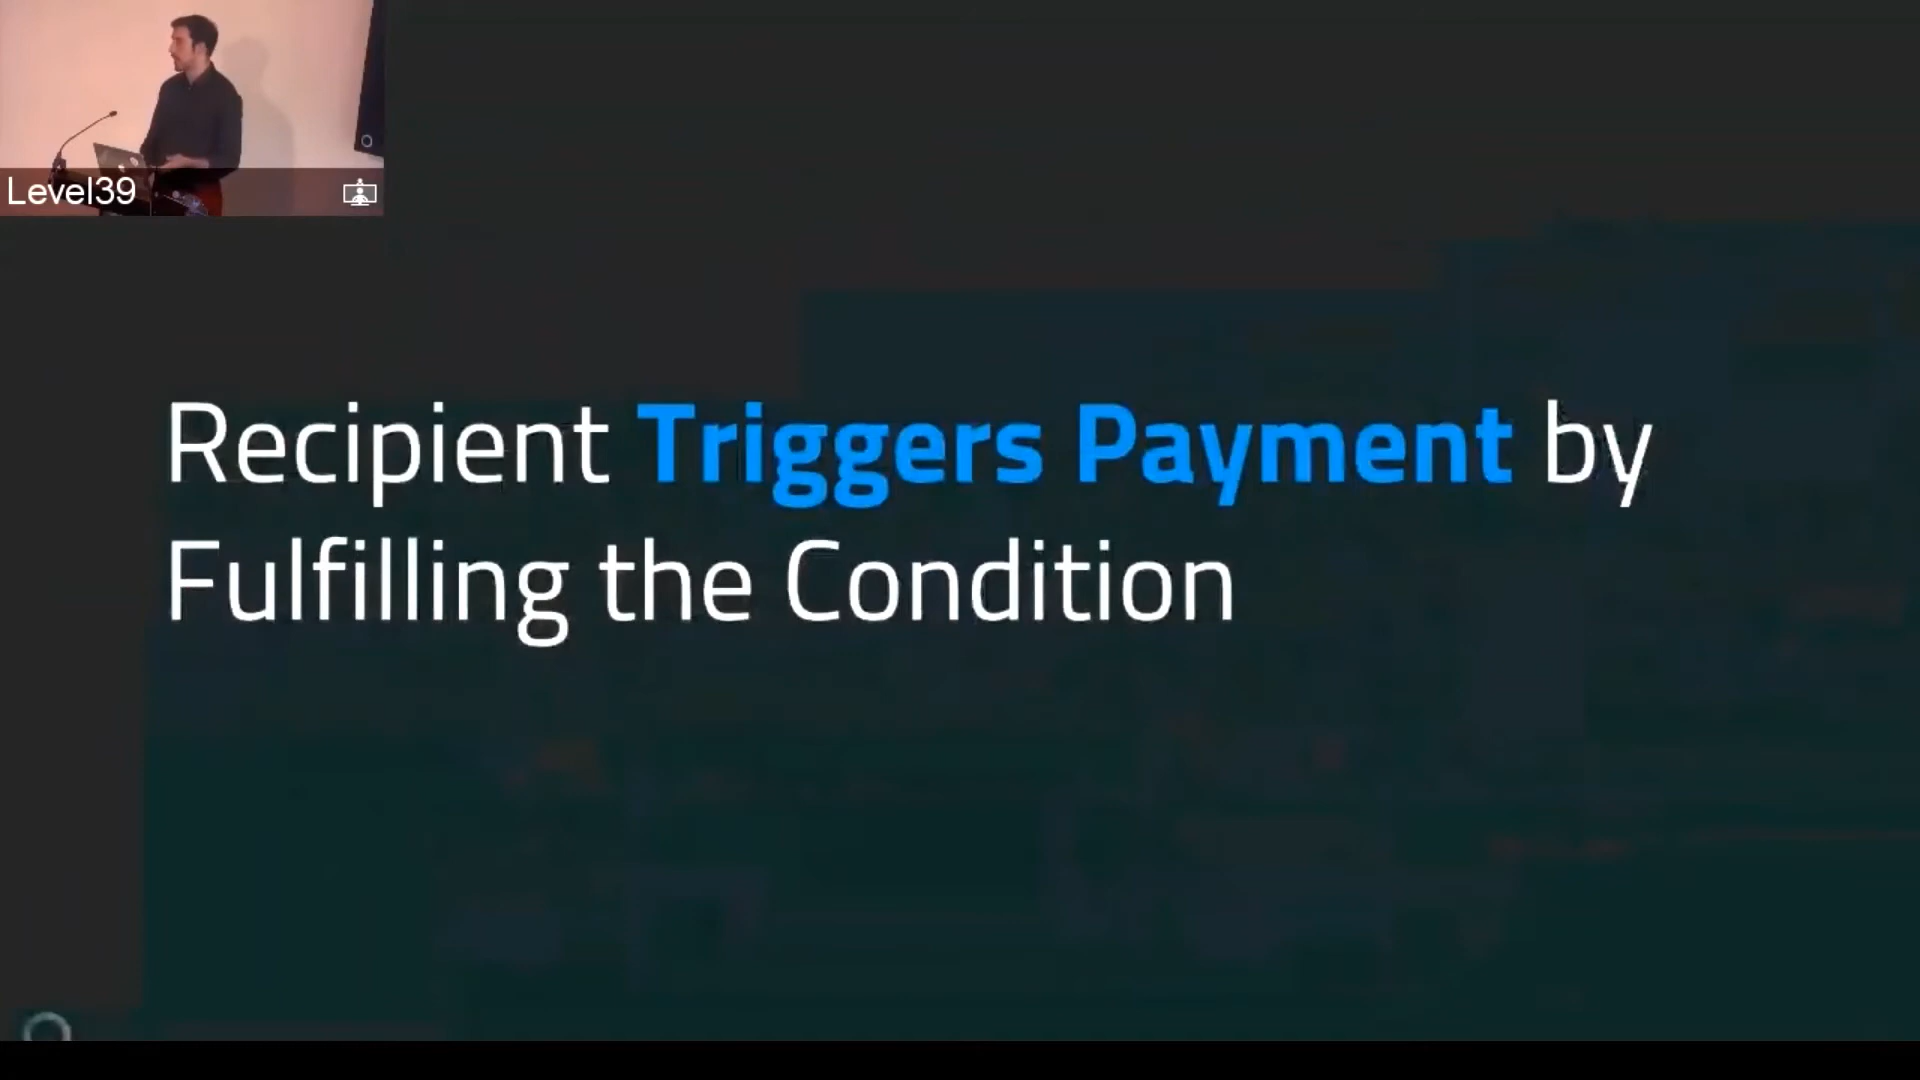 Level39
Recipient Triggers Payment by
Fulfilling the Condition